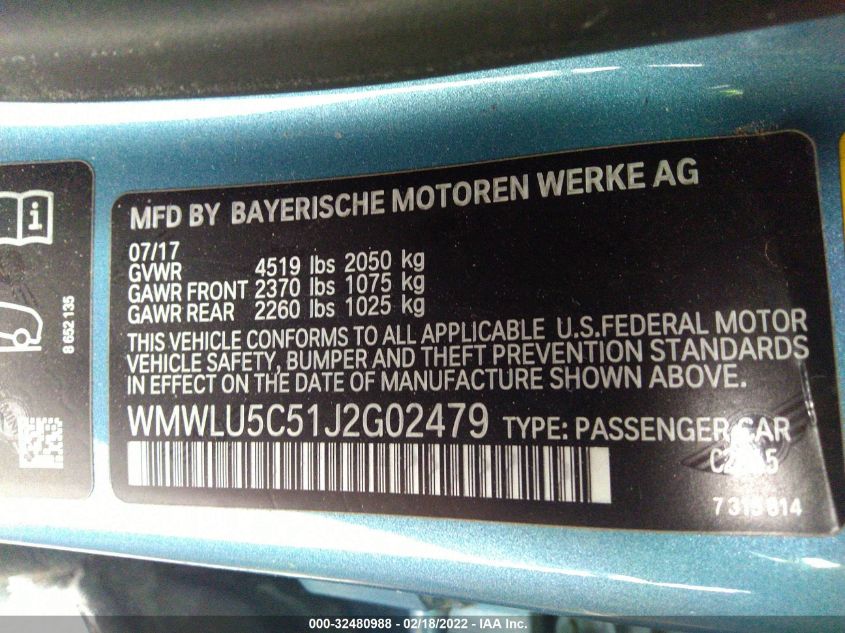 MFD BY BAYERISCHE MOTOREN WERKE AG
07/17
GVWR 4519 lbs 2050 kg
GAWR FRONT 2370 lbs 1075 kg
GAWR REAR 2260 lbs 1025 kg
THIS VEHICLE CONFORMS TO ALL APPLICABLE U.S.FEDERAL MOTOR
VEHICLE SAFETY, BUMPER AND THEFT PREVENTION STANDARDS
IN EFFECT ON THE DATE OF MANUFACTURE SHOWN ABOVE.
WMWLU5C51J2G02479 TYPE: PASSENGER CAR
8 652 135
000-32480988 - 02/18/2022 - IAA Inc.